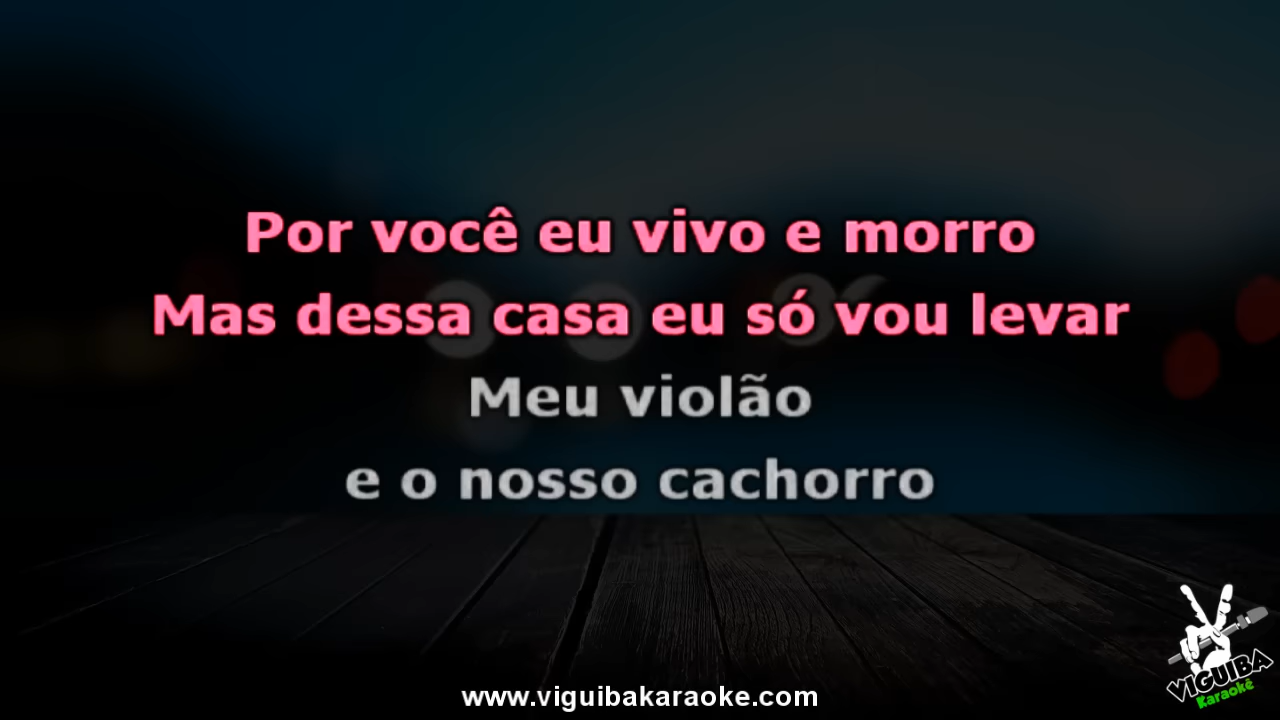 Por você eu vivo e morro
Mas dessa casa eu só vou levar
Meu violão
e o nosso cachorro
VIGUIBA
Karaokê
www.viguibakaraoke.com